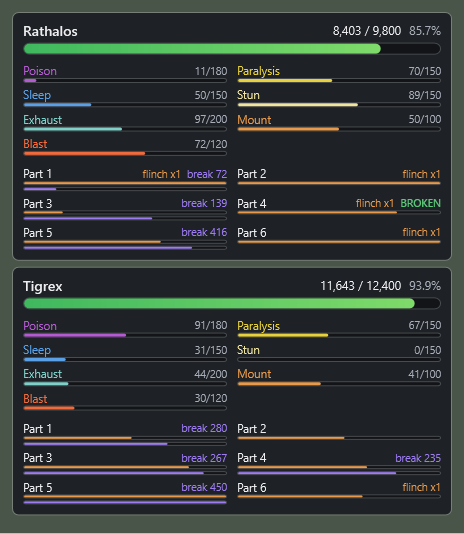 Rathalos 8,403 / 9,800 85.7%
Poison 11/180 Paralysis 70/150
Sleep 50/150 Stun 89/150
Exhaust 97/200 Mount 50/100
Blast 72/120
Part 1 flinch x1 break 72 Part 2 flinch x1
Part 3 break 139 Part 4 flinch x1 BROKEN
Part 5 break 416 Part 6 flinch x1
Tigrex 11,643 / 12,400 93.9%
Poison 91/180 Paralysis 67/150
Sleep 31/150 Stun 0/150
Exhaust 44/200 Mount 41/100
Blast 30/120
Part 1 break 280 Part 2
Part 3 break 267 Part 4 break 235
Part 5 break 450 Part 6 flinch x1